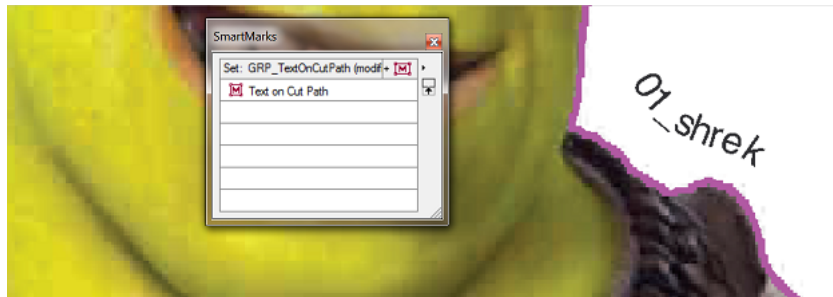 SmartMarks
Set: GRP_TextOnCutPath (modif
Text on Cut Path
01_shrek